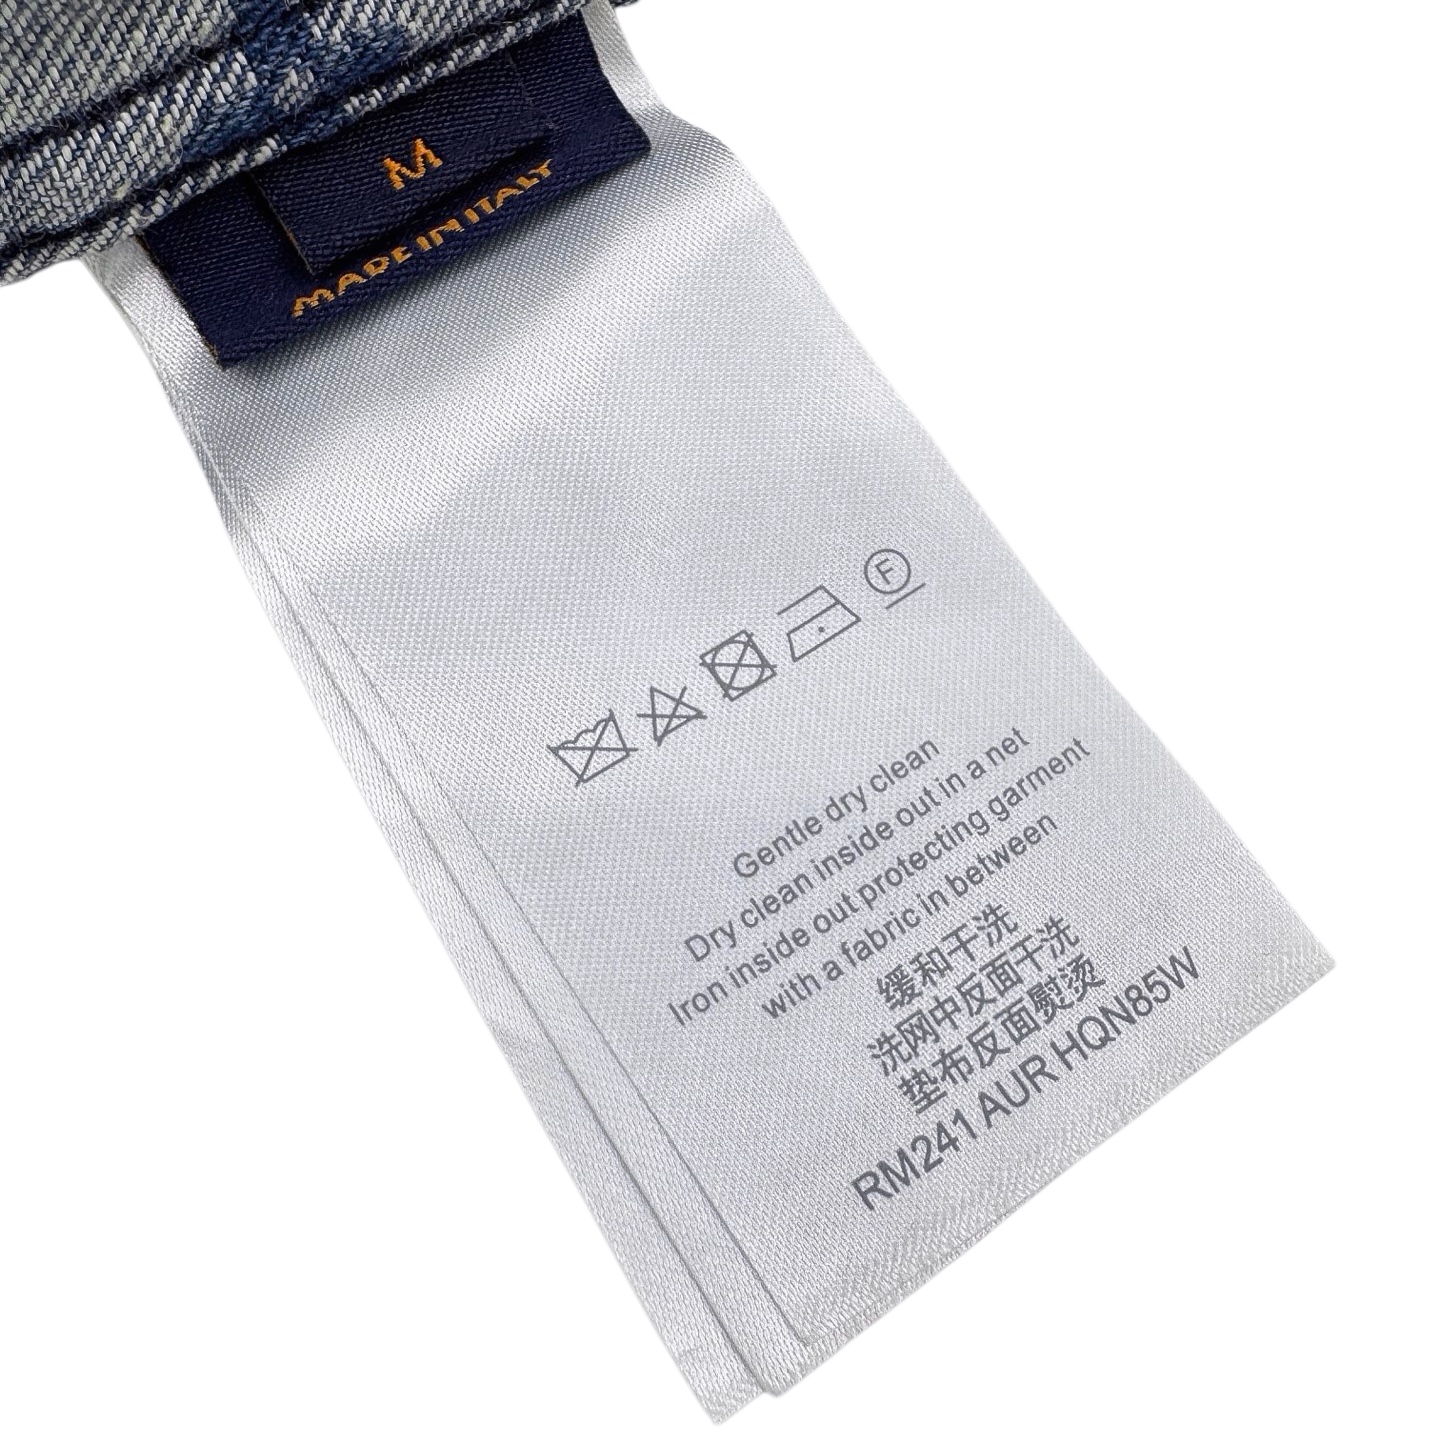 M
MADE IN ITALY
F
Gentle dry clean
Dry clean inside out in a net
Iron inside out protecting garment
with a fabric in between
缓和干洗
洗网中反面干洗
垫布反面熨烫
RM241 AUR HQN85W